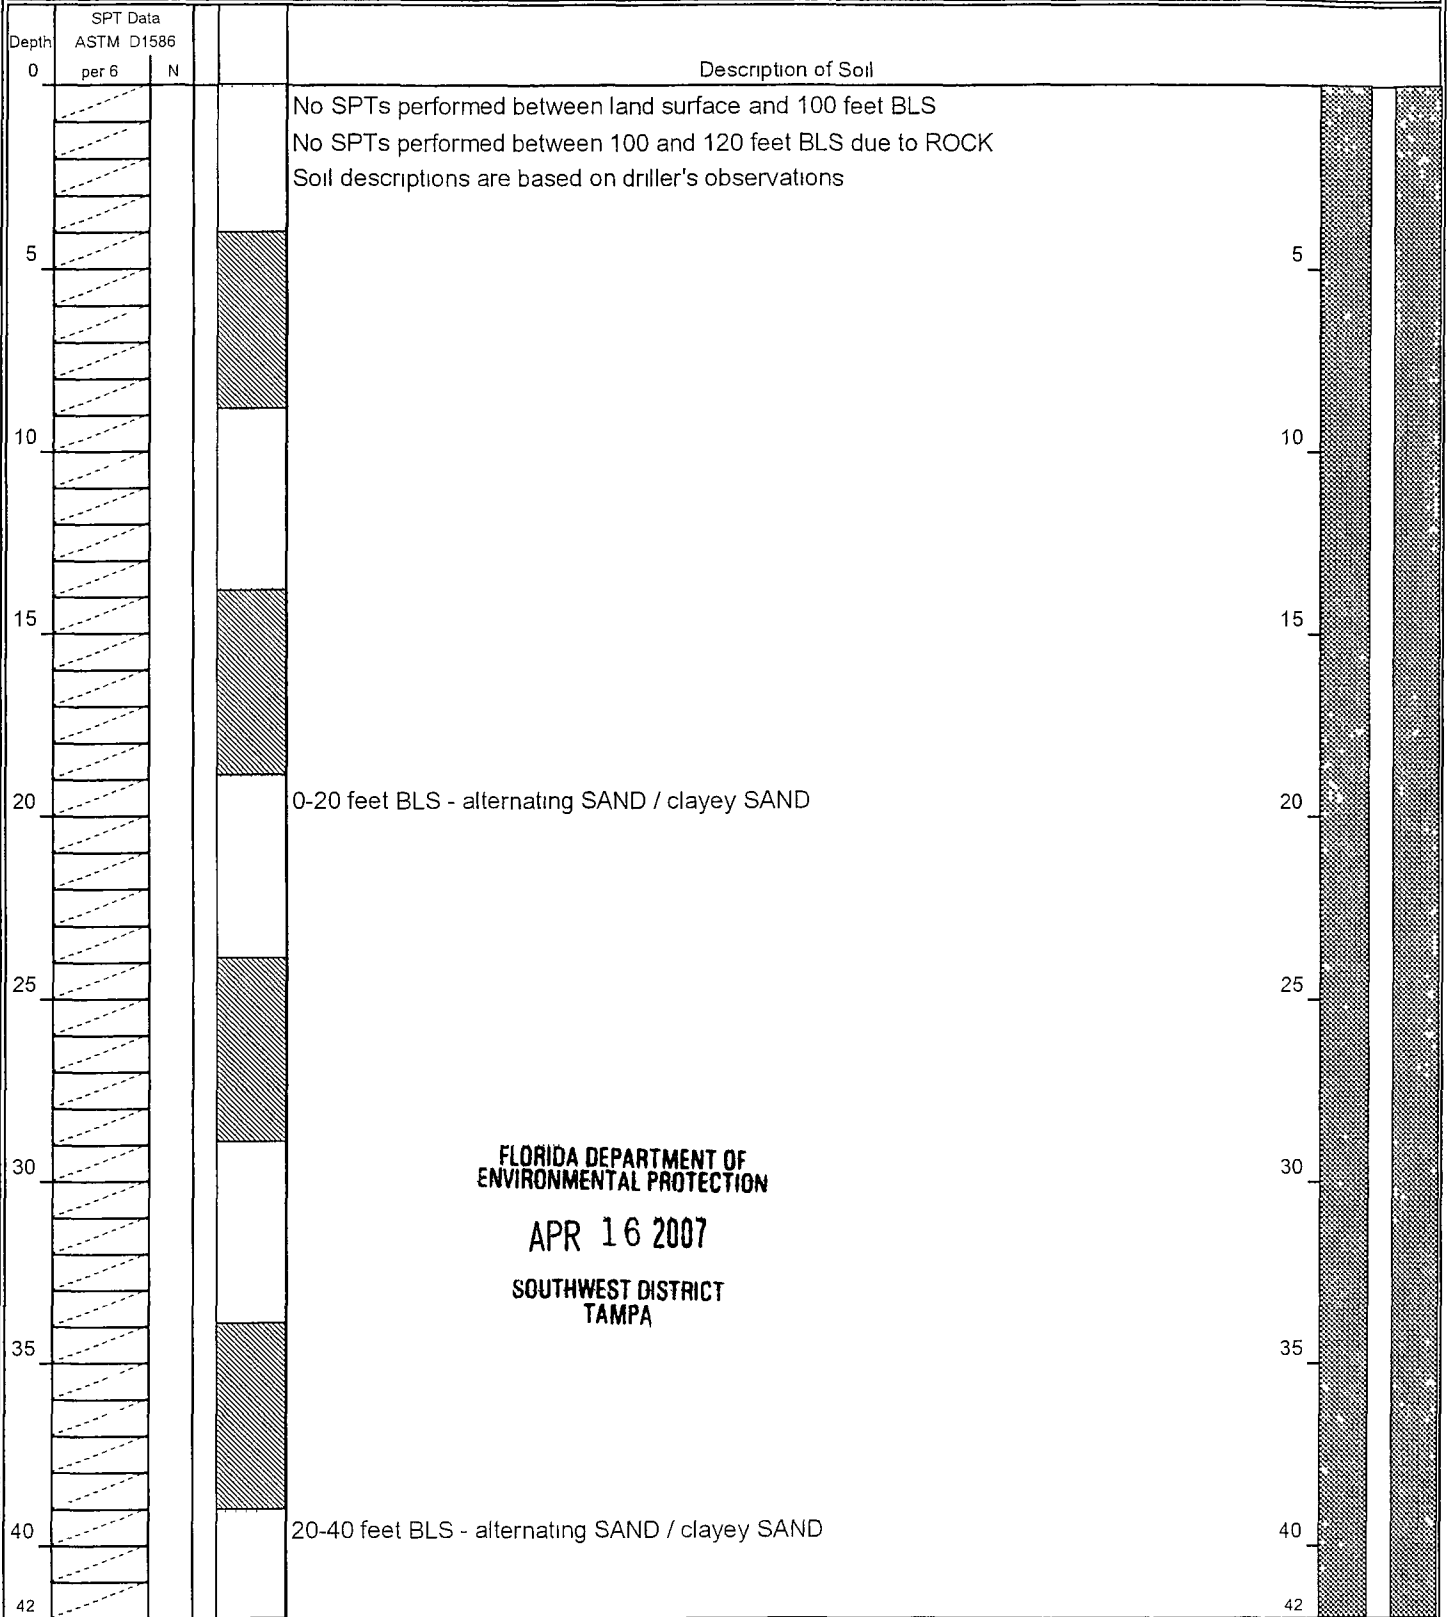 SPT Data
Depth ASTM D1586
0 per 6 N Description of Soil
No SPTs performed between land surface and 100 feet BLS
No SPTs performed between 100 and 120 feet BLS due to ROCK
Soil descriptions are based on driller's observations
5 5
10 10
15 15
20 0-20 feet BLS - alternating SAND / clayey SAND 20
25 25
FLORIDA DEPARTMENT OF
30 ENVIRONMENTAL PROTECTION 30
APR 16 2007
SOUTHWEST DISTRICT
TAMPA
35 35
40 20-40 feet BLS - alternating SAND / clayey SAND 40
42 42